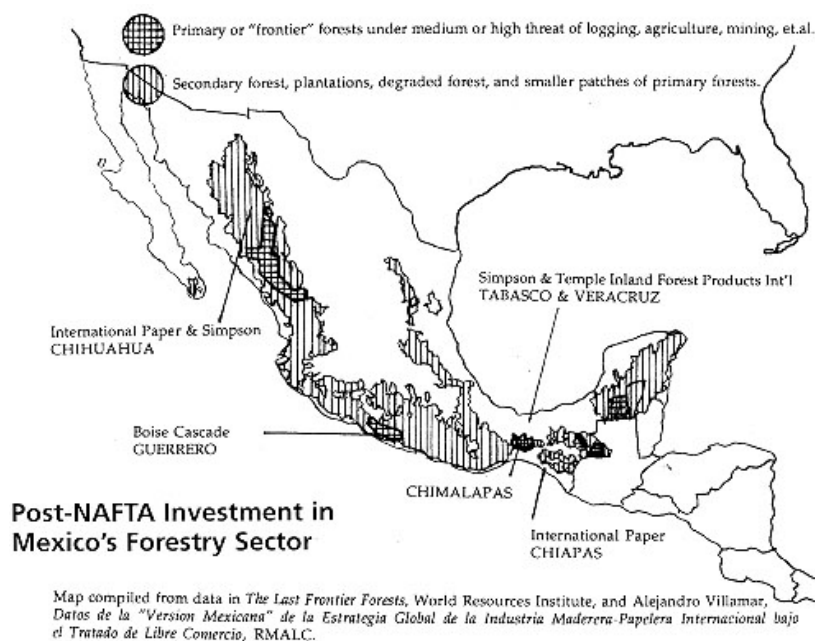 Primary or "frontier" forests under medium or high threat of logging, agriculture, mining, et.al.
Secondary forest, plantations, degraded forest, and smaller patches of primary forests.
Simpson & Temple Inland Forest Products Int'l
TABASCO & VERACRUZ
International Paper & Simpson
CHIHUAHUA
Boise Cascade
GUERRERO
CHIMALAPAS
International Paper
CHIAPAS
Post-NAFTA Investment in
Mexico's Forestry Sector
Map compiled from data in The Last Frontier Forests, World Resources Institute, and Alejandro Villamar,
Datos de la "Version Mexicana" de la Estrategia Global de la Industria Maderera-Papelera Internacional bajo
el Tratado de Libre Comercio, RMALC.